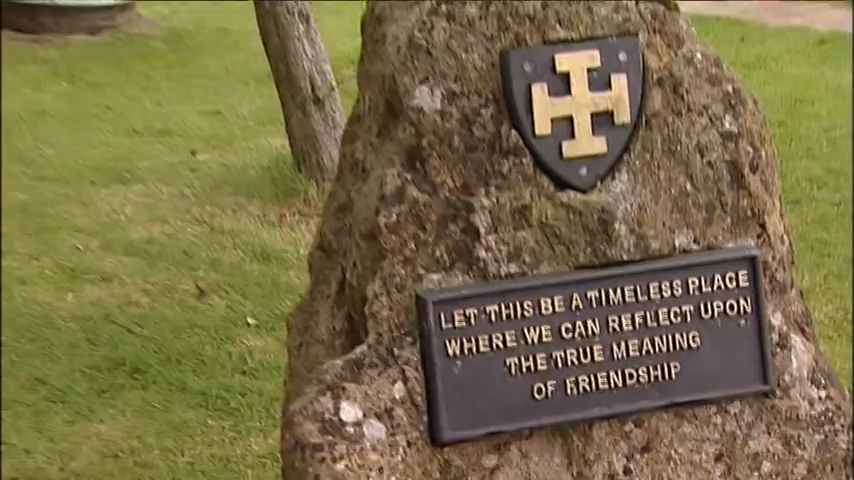 LET THIS BE A TIMELESS PLACE
WHERE WE CAN REFLECT UPON
THE TRUE MEANING
OF FRIENDSHIP